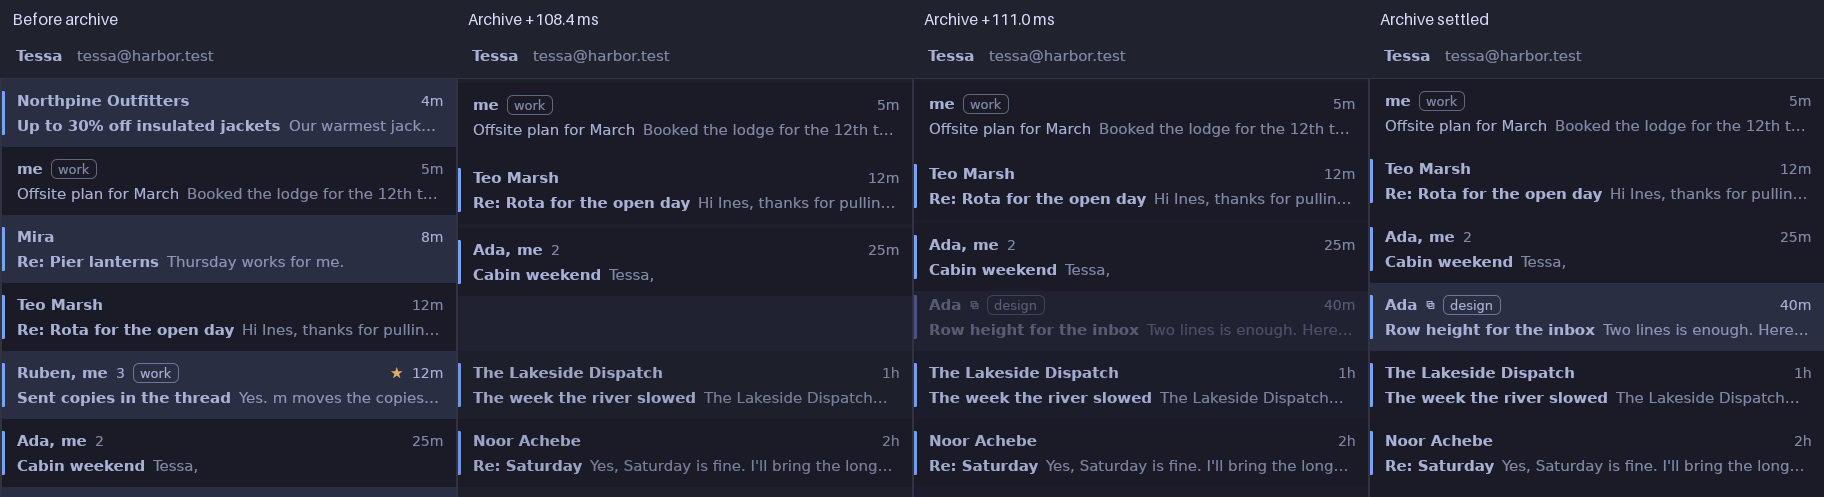 Before archive
Tessa tessa@harbor.test
Northpine Outfitters 4m
Up to 30% off insulated jackets Our warmest jack…
me work 5m
Offsite plan for March Booked the lodge for the 12th t…
Mira 8m
Re: Pier lanterns Thursday works for me.
Teo Marsh 12m
Re: Rota for the open day Hi Ines, thanks for pullin…
Ruben, me 3 work ★ 12m
Sent copies in the thread Yes. m moves the copies…
Ada, me 2 25m
Cabin weekend Tessa,
Archive +108.4 ms
Tessa tessa@harbor.test
me work 5m
Offsite plan for March Booked the lodge for the 12th t…
Teo Marsh 12m
Re: Rota for the open day Hi Ines, thanks for pullin…
Ada, me 2 25m
Cabin weekend Tessa,
The Lakeside Dispatch 1h
The week the river slowed The Lakeside Dispatch…
Noor Achebe 2h
Re: Saturday Yes, Saturday is fine. I'll bring the long…
Archive +111.0 ms
Tessa tessa@harbor.test
me work 5m
Offsite plan for March Booked the lodge for the 12th t…
Teo Marsh 12m
Re: Rota for the open day Hi Ines, thanks for pullin…
Ada, me 2 25m
Cabin weekend Tessa,
Ada design 40m
Row height for the inbox Two lines is enough. Here…
The Lakeside Dispatch 1h
The week the river slowed The Lakeside Dispatch…
Noor Achebe 2h
Re: Saturday Yes, Saturday is fine. I'll bring the long…
Archive settled
Tessa tessa@harbor.test
me work 5m
Offsite plan for March Booked the lodge for the 12th t…
Teo Marsh 12m
Re: Rota for the open day Hi Ines, thanks for pullin…
Ada, me 2 25m
Cabin weekend Tessa,
Ada design 40m
Row height for the inbox Two lines is enough. Here…
The Lakeside Dispatch 1h
The week the river slowed The Lakeside Dispatch…
Noor Achebe 2h
Re: Saturday Yes, Saturday is fine. I'll bring the long…